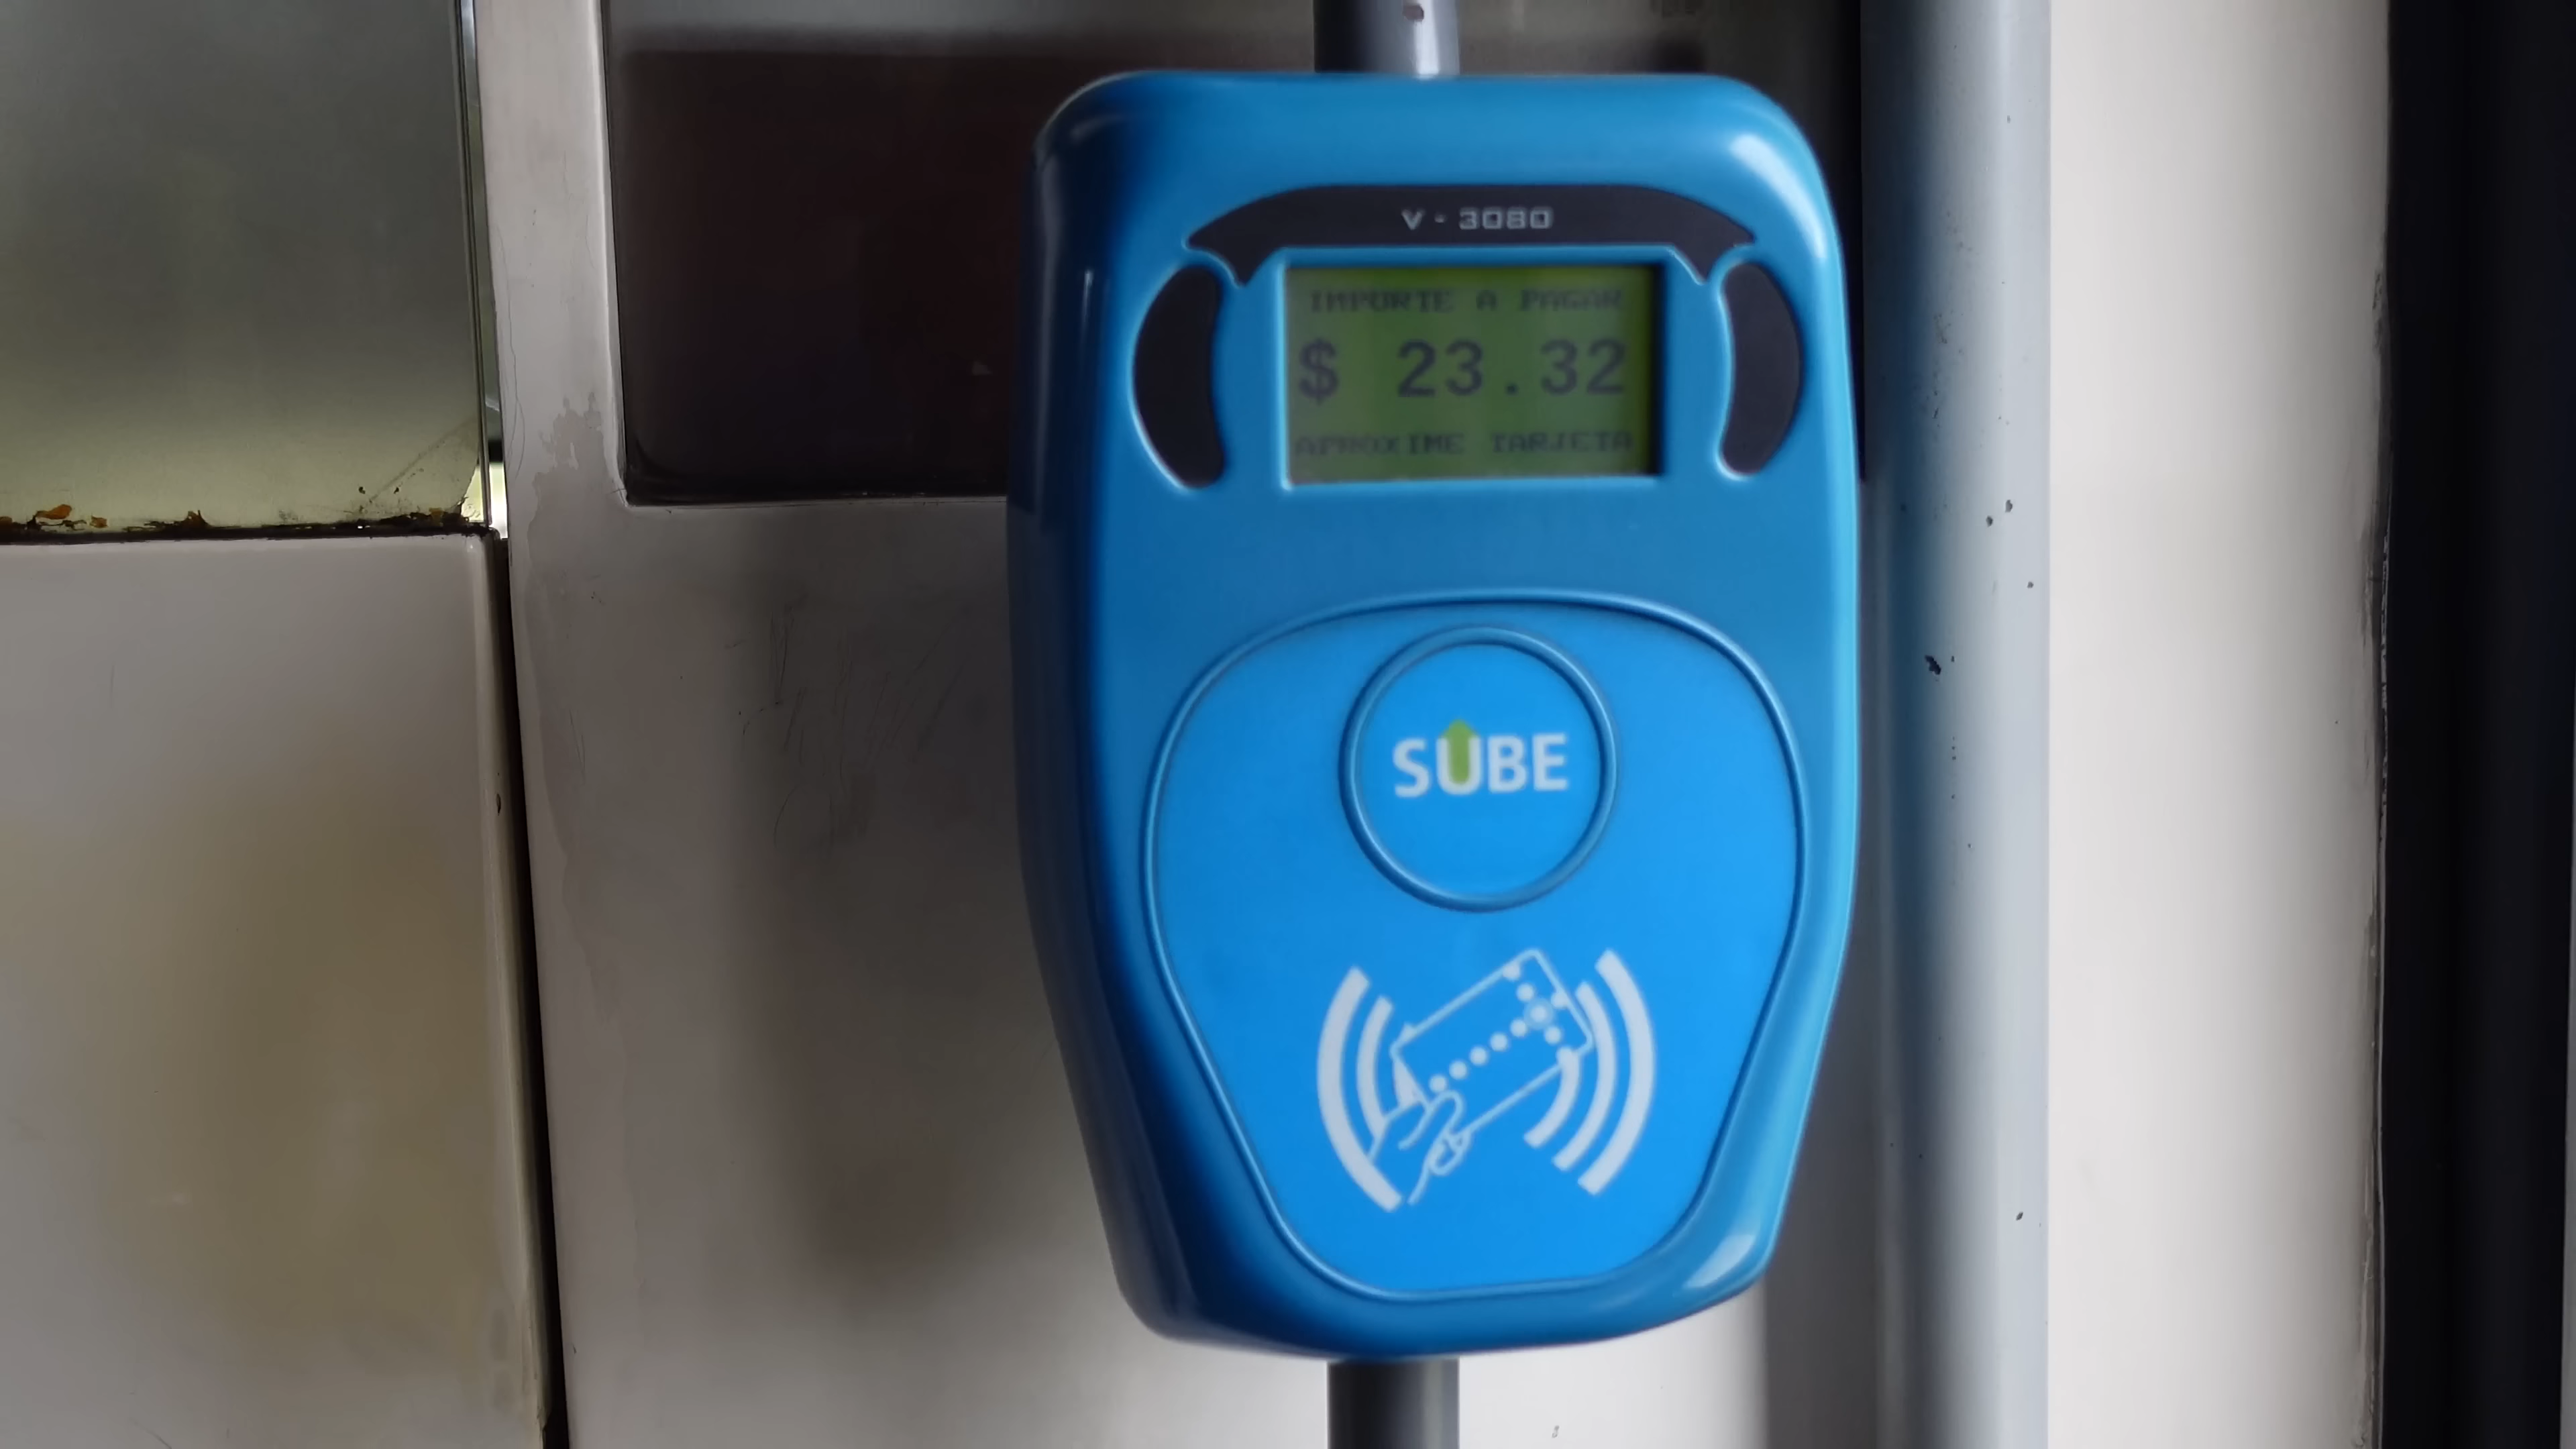 V - 3080
IMPORTE A PAGAR
$ 23.32
APROXIME TARJETA
SUBE